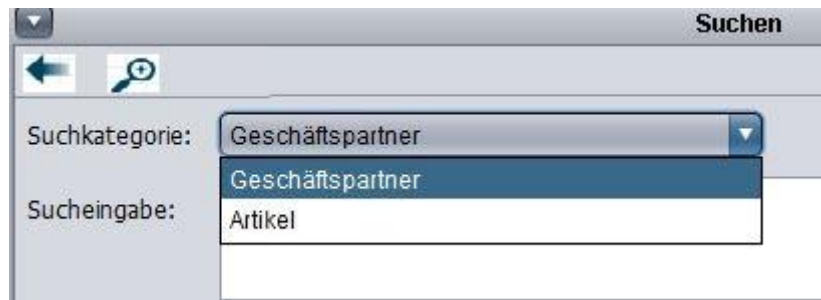 Suchen
Suchkategorie: Geschäftspartner
Geschäftspartner
Sucheingabe:
Artikel